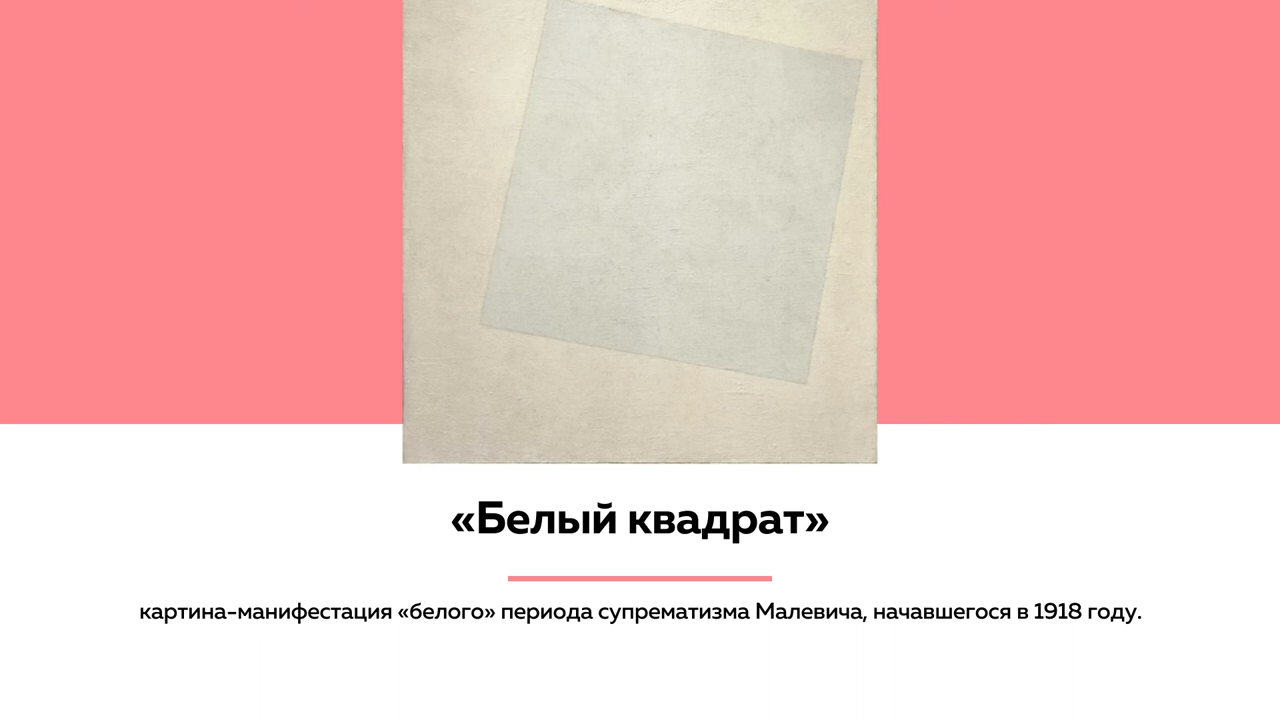 «Белый квадрат»
картина-манифестация «белого» периода супрематизма Малевича, начавшегося в 1918 году.